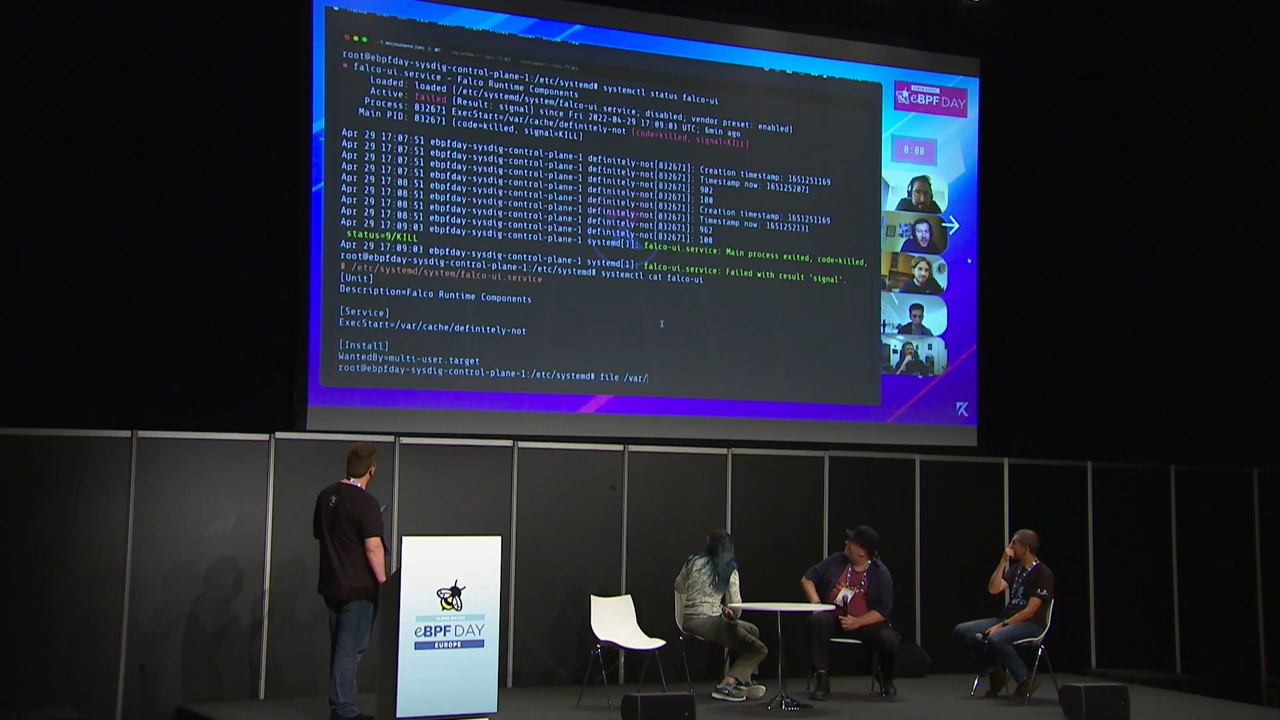 root@ebpfday-sysdig-control-plane-1:/etc/systemd# systemctl status falco-ui
falco-ui.service - Falco Runtime Components
Loaded: loaded (/etc/systemd/system/falco-ui.service; disabled; vendor preset: enabled)
Active: failed (Result: signal) since Fri 2022-04-29 17:09:03 UTC; 6min ago
Process: 832671 ExecStart=/var/cache/definitely-not (code=killed, signal=KILL)
Main PID: 832671 (code=killed, signal=KILL)
Apr 29 17:07:51 ebpfday-sysdig-control-plane-1 definitely-not[832671]: Creation timestamp: 1651251169
Apr 29 17:07:51 ebpfday-sysdig-control-plane-1 definitely-not[832671]: Timestamp now: 1651252071
Apr 29 17:07:51 ebpfday-sysdig-control-plane-1 definitely-not[832671]: 902
Apr 29 17:07:51 ebpfday-sysdig-control-plane-1 definitely-not[832671]: 100
Apr 29 17:08:51 ebpfday-sysdig-control-plane-1 definitely-not[832671]: Creation timestamp: 1651251169
Apr 29 17:08:51 ebpfday-sysdig-control-plane-1 definitely-not[832671]: Timestamp now: 1651252131
Apr 29 17:08:51 ebpfday-sysdig-control-plane-1 definitely-not[832671]: 962
Apr 29 17:08:51 ebpfday-sysdig-control-plane-1 definitely-not[832671]: 100
Apr 29 17:09:03 ebpfday-sysdig-control-plane-1 systemd[1]: falco-ui.service: Main process exited, code=killed,
status=9/KILL
Apr 29 17:09:03 ebpfday-sysdig-control-plane-1 systemd[1]: falco-ui.service: Failed with result 'signal'.
root@ebpfday-sysdig-control-plane-1:/etc/systemd# systemctl cat falco-ui
# /etc/systemd/system/falco-ui.service
[Unit]
Description=Falco Runtime Components
[Service]
ExecStart=/var/cache/definitely-not
[Install]
WantedBy=multi-user.target
root@ebpfday-sysdig-control-plane-1:/etc/systemd# file /var/
eBPF DAY
0:00
CLOUD NATIVE
eBPF DAY
EUROPE